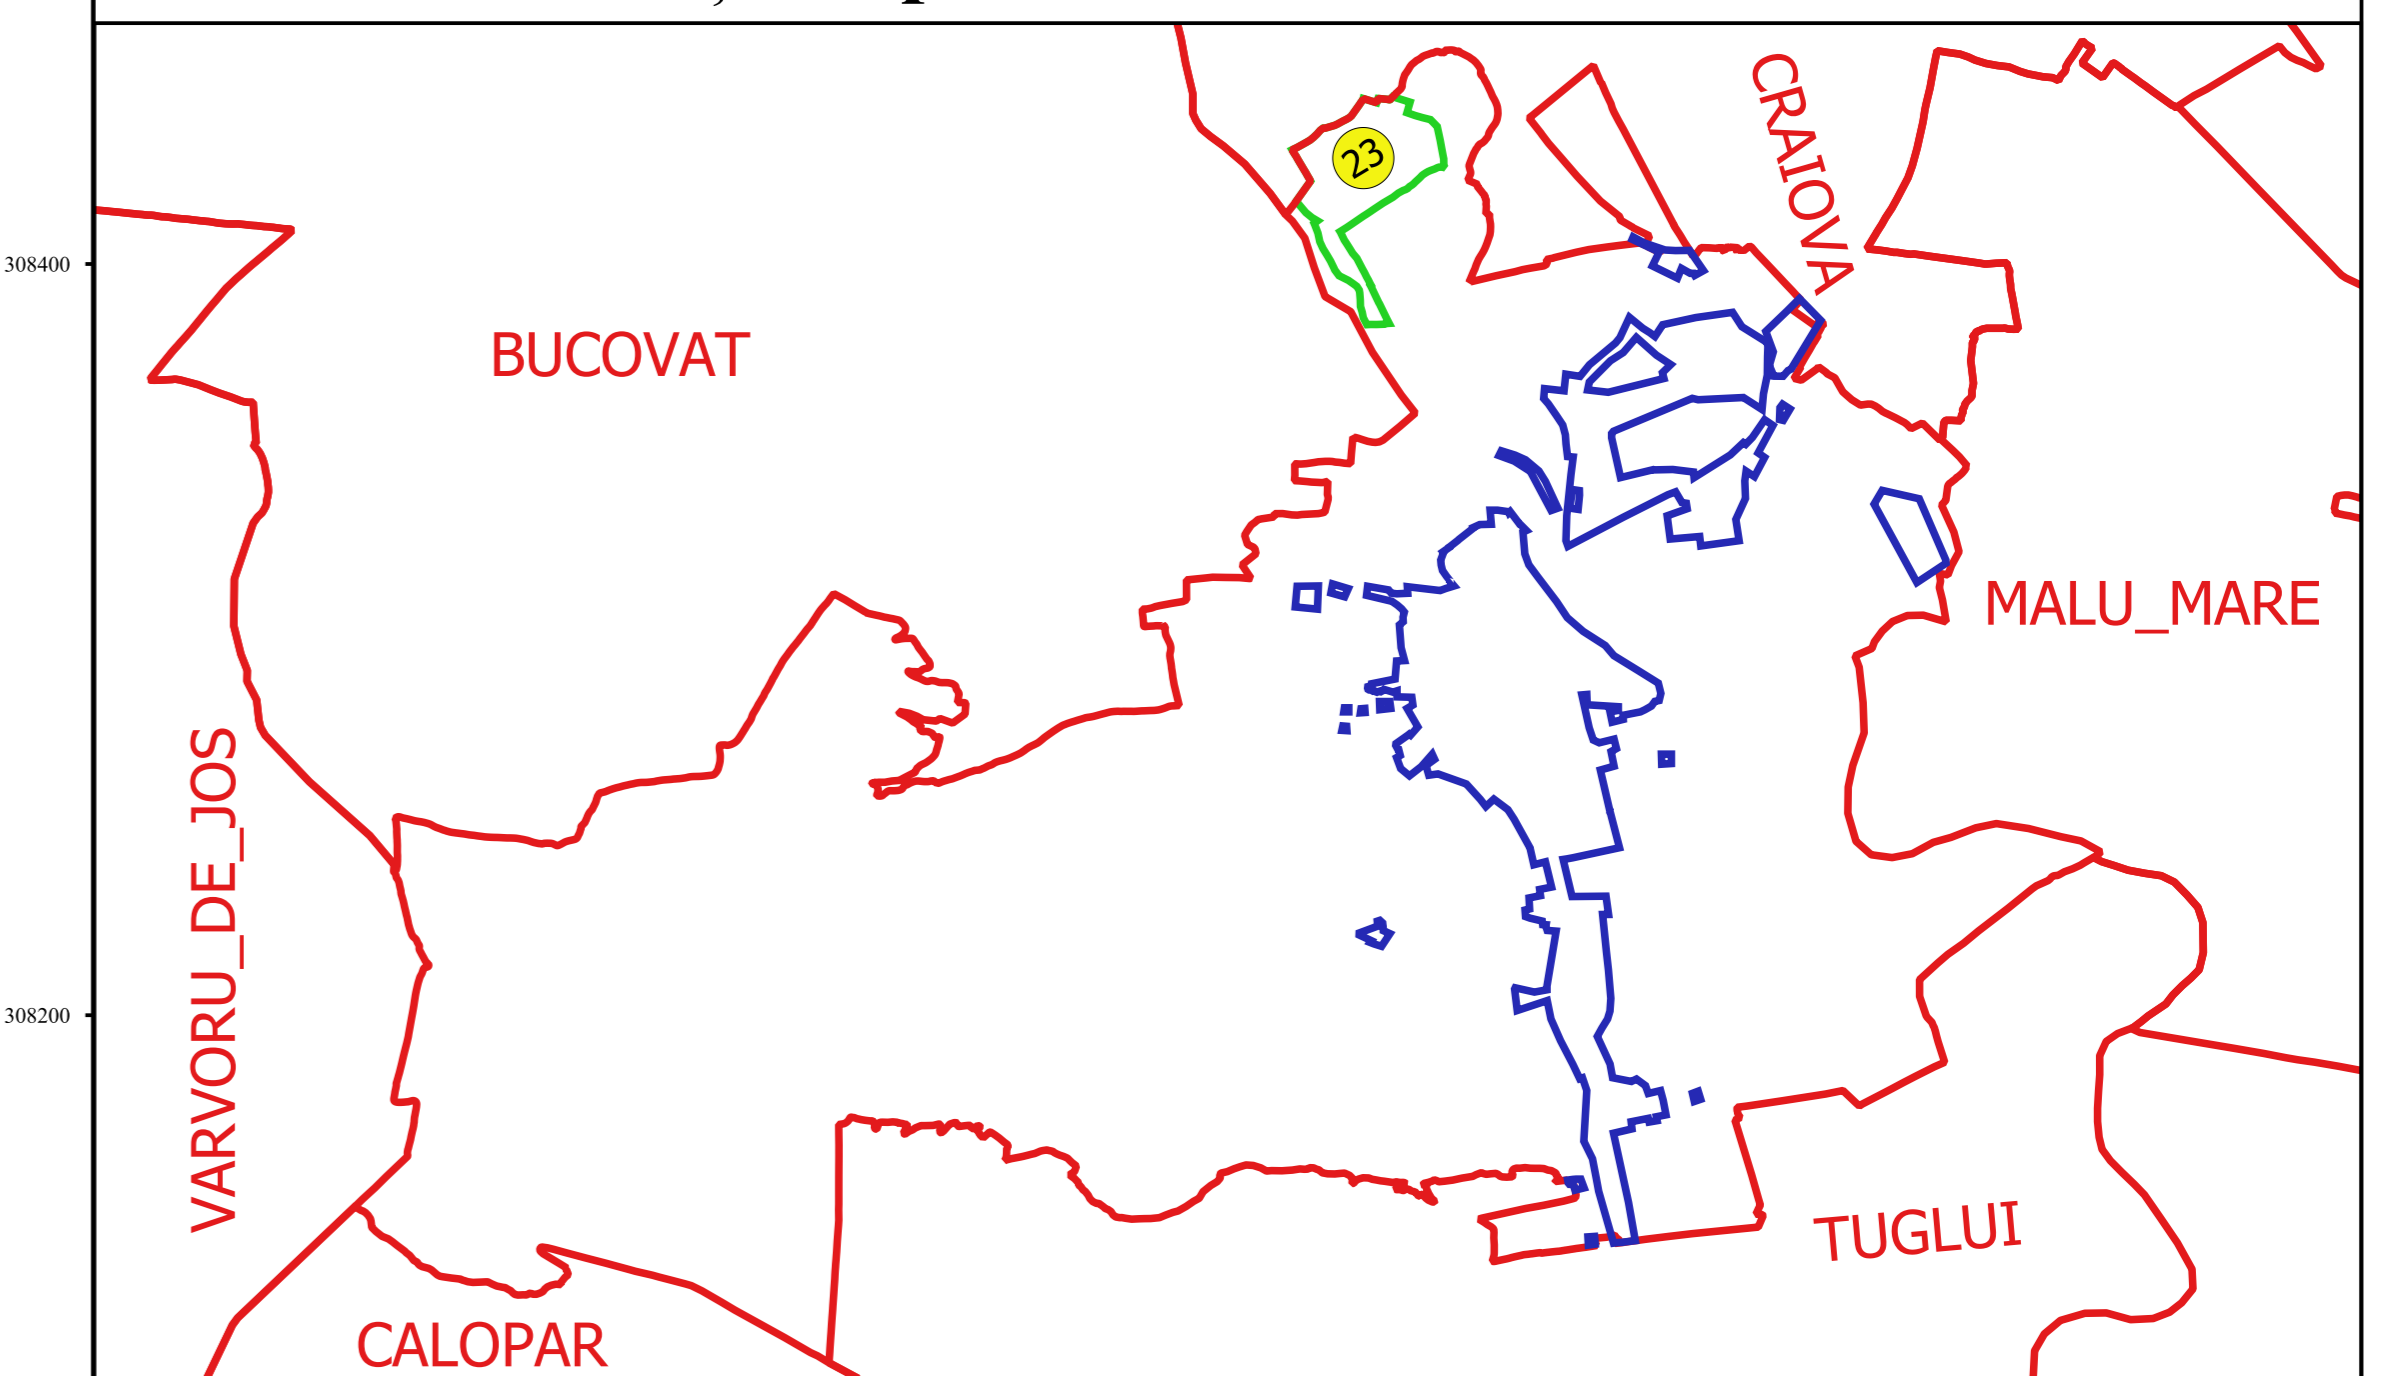 CRAIOVA
23
308400
BUCOVAT
MALU_MARE
VARVORU_DE_JOS
308200
TUGLUI
CALOPAR